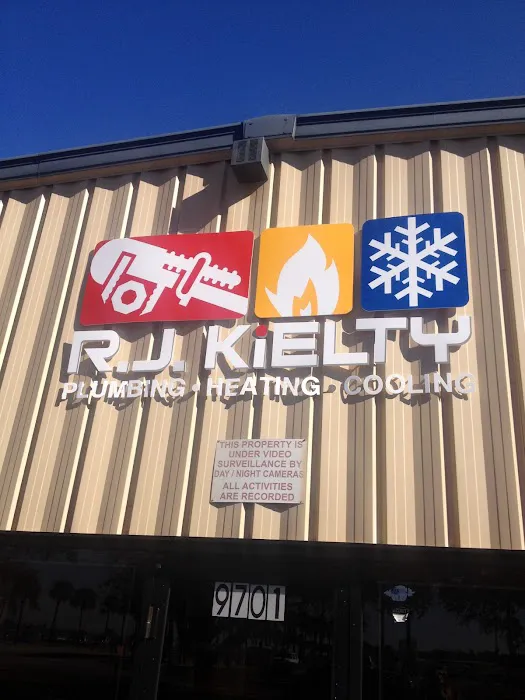 R.J. KiELTY
PLUMBING • HEATING • COOLING
THIS PROPERTY IS
UNDER VIDEO
SURVEILLANCE BY
DAY / NIGHT CAMERAS
ALL ACTIVITIES
ARE RECORDED
9701